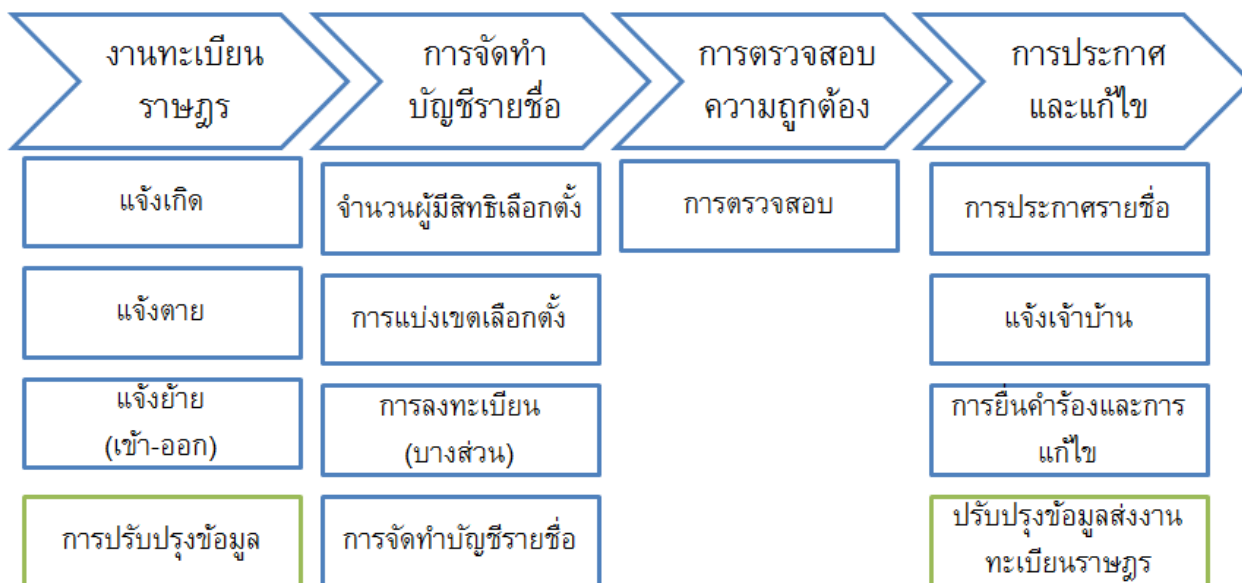 งานทะเบียน
ราษฎร
การจัดทำ
บัญชีรายชื่อ
การตรวจสอบ
ความถูกต้อง
การประกาศ
และแก้ไข
แจ้งเกิด
แจ้งตาย
แจ้งย้าย
(เข้า-ออก)
การปรับปรุงข้อมูล
จำนวนผู้มีสิทธิเลือกตั้ง
การแบ่งเขตเลือกตั้ง
การลงทะเบียน
(บางส่วน)
การจัดทำบัญชีรายชื่อ
การตรวจสอบ
การประกาศรายชื่อ
แจ้งเจ้าบ้าน
การยื่นคำร้องและการ
แก้ไข
ปรับปรุงข้อมูลส่งงาน
ทะเบียนราษฎร